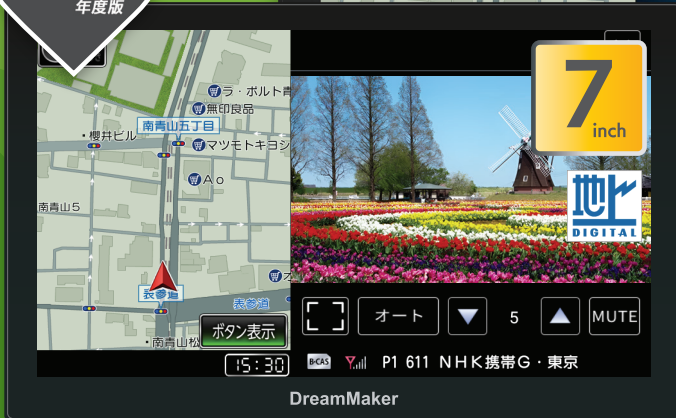 年度版
ラ・ボルト青
無印良品
南青山五丁目
・櫻井ビル
マツモトキヨシ
Ao
南青山5
表参道
表参道
ボタン表示
・南青山松
15:30
7
inch
地上
DIGITAL
オート
5
MUTE
B-CAS
P1 611 NHK携帯G・東京
DreamMaker